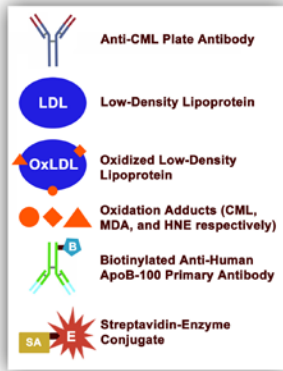 Anti-CML Plate Antibody
LDL
Low-Density Lipoprotein
OxLDL
Oxidized Low-Density
Lipoprotein
Oxidation Adducts (CML,
MDA, and HNE respectively)
B
Biotinylated Anti-Human
ApoB-100 Primary Antibody
SA
E
Streptavidin-Enzyme
Conjugate